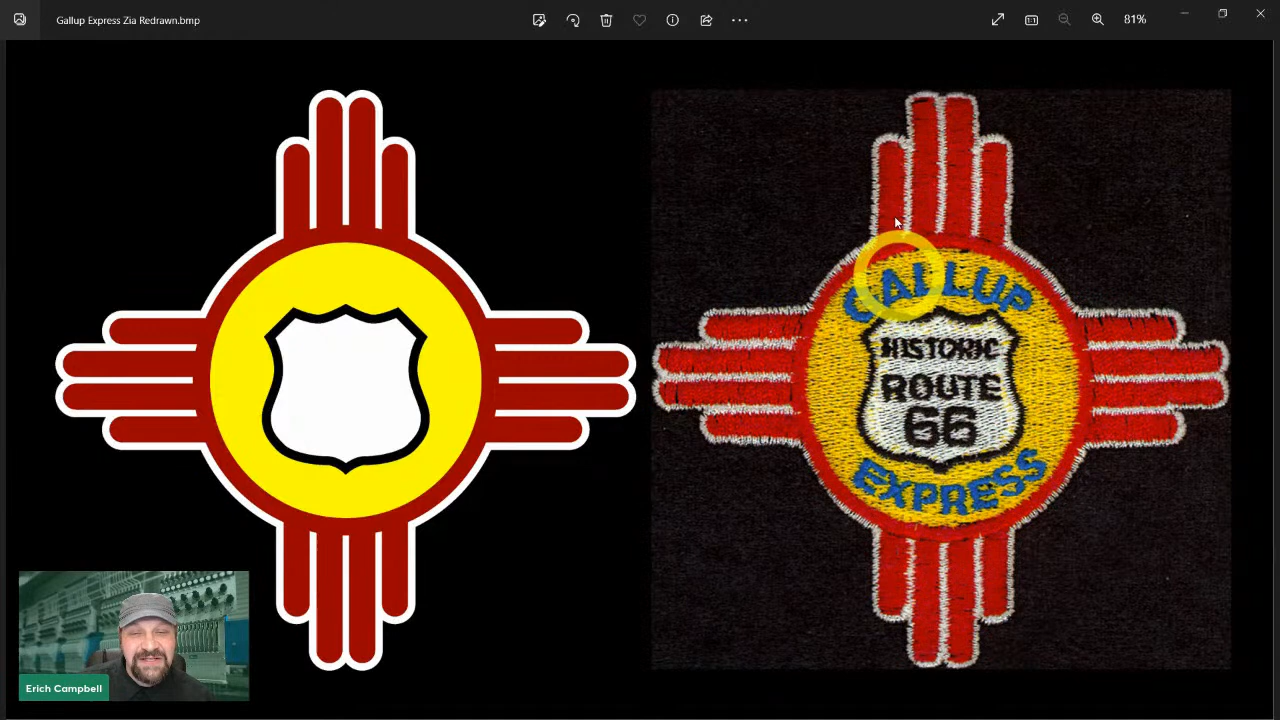 Gallup Express Zia Redrawn.bmp
81%
GALLUP
HISTORIC
ROUTE
66
EXPRESS
Erich Campbell